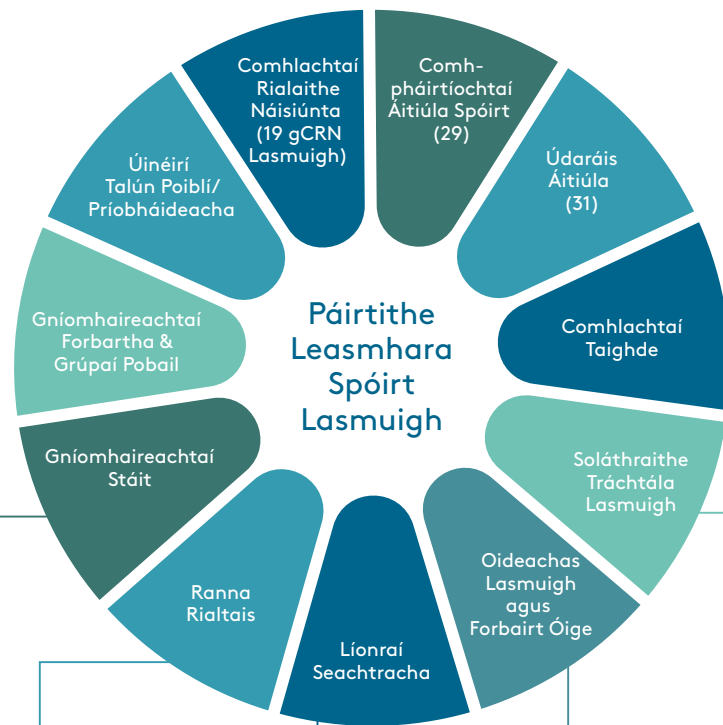 Comhlachtaí
Rialaithe
Náisiúnta
(19 gCRN
Lasmuigh)
Comh-
pháirtíochtaí
Áitiúla Spóirt
(29)
Údaráis
Áitiúla
(31)
Comhlachtaí
Taighde
Soláthraithe
Tráchtála
Lasmuigh
Oideachas
Lasmuigh
agus
Forbairt Óige
Líonraí
Seachtracha
Ranna
Rialtais
Gníomhaireachtaí
Stáit
Gníomhaireachtaí
Forbartha &
Grúpaí Pobail
Úinéirí
Talún Poiblí/
Príobháideacha
Páirtithe
Leasmhara
Spóirt
Lasmuigh